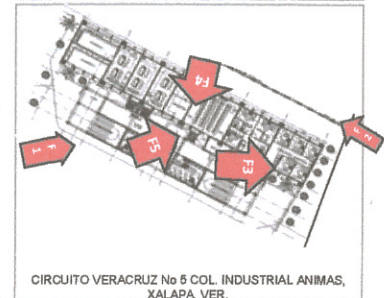 F4
F2
F1
F5
F3
CIRCUITO VERACRUZ No 5 COL. INDUSTRIAL ANIMAS,
XALAPA, VER.